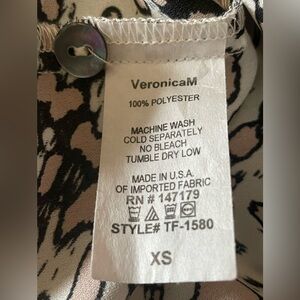 VeronicaM
100% POLYESTER
MACHINE WASH
COLD SEPARATELY
NO BLEACH
TUMBLE DRY LOW
MADE IN U.S.A.
OF IMPORTED FABRIC
RN # 147179
STYLE# TF-1580
XS